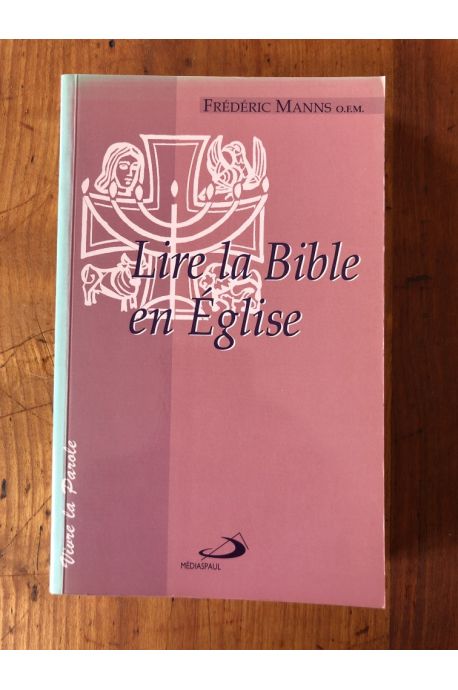 FRÉDÉRIC MANNS O.F.M.
Lire la Bible
en Église
Vivre la Parole
MÉDIASPAUL